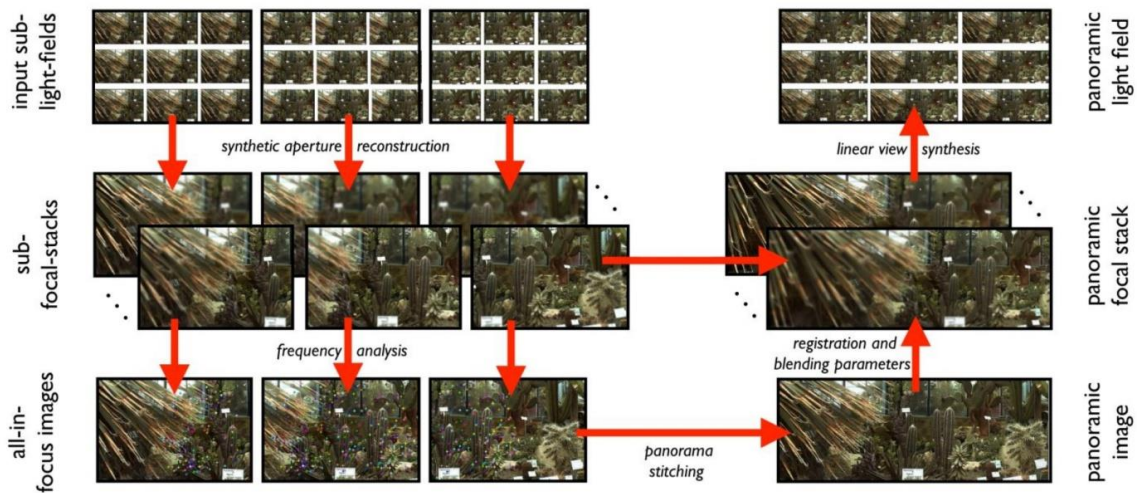 input sub-
light-fields
synthetic aperture reconstruction
sub-
focal-stacks
frequency analysis
all-in-
focus images
panorama
stitching
panoramic
light field
linear view synthesis
panoramic
focal stack
registration and
blending parameters
panoramic
image